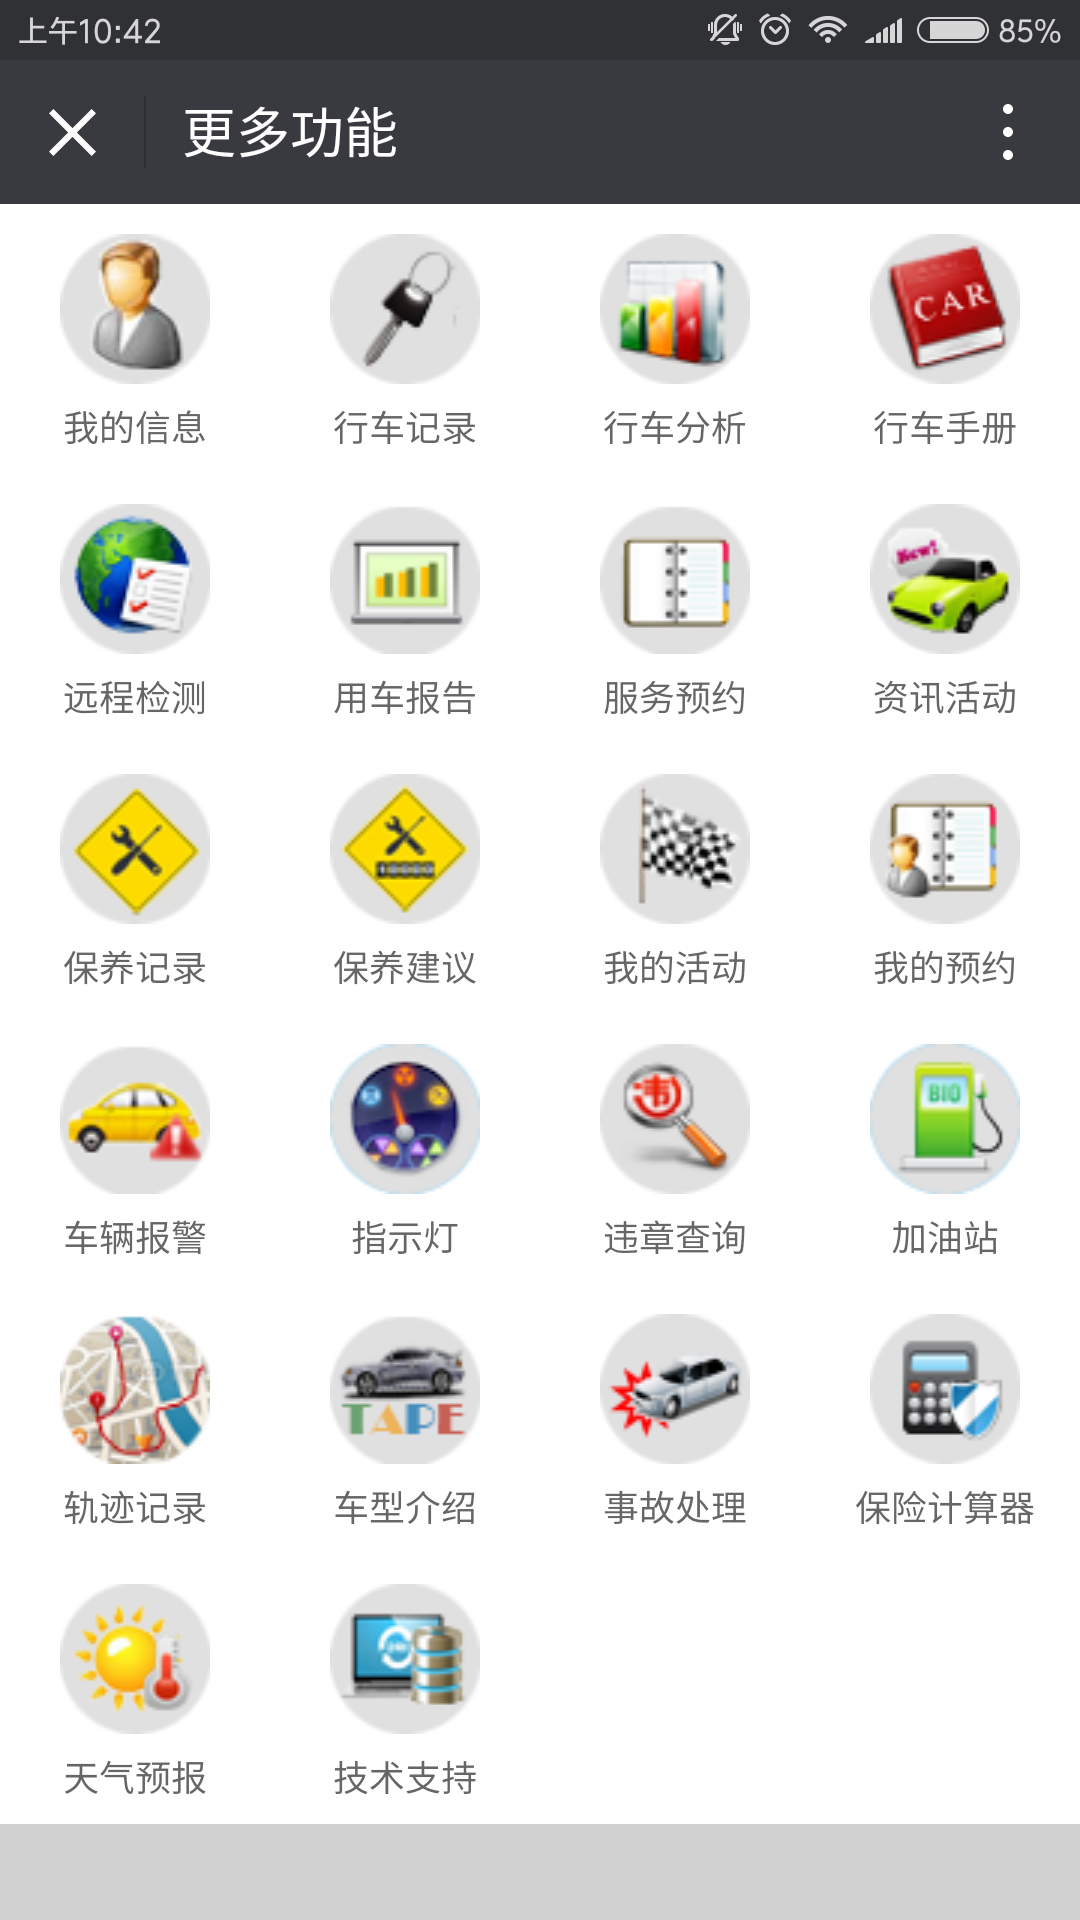 上午10:42
85%
更多功能
CAR
我的信息
行车记录
行车分析
行车手册
New!
远程检测
用车报告
服务预约
资讯活动
保养记录
保养建议
我的活动
我的预约
违
BIO
车辆报警
指示灯
违章查询
加油站
TAPE
轨迹记录
车型介绍
事故处理
保险计算器
天气预报
技术支持